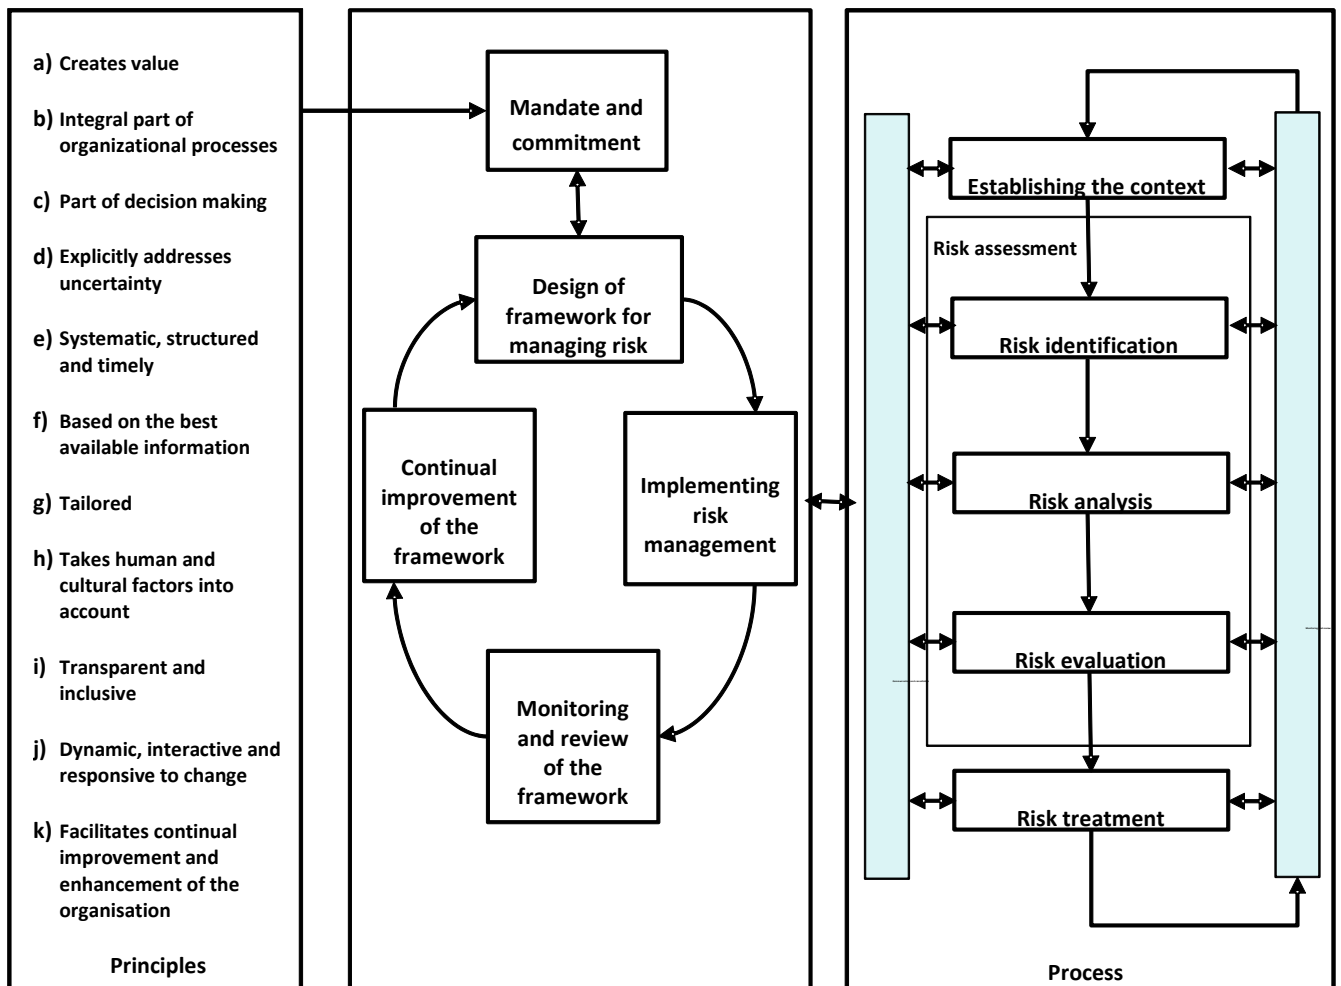 a) Creates value
b) Integral part of
organizational processes
c) Part of decision making
d) Explicitly addresses
uncertainty
e) Systematic, structured
and timely
f) Based on the best
available information
g) Tailored
h) Takes human and
cultural factors into
account
i) Transparent and
inclusive
j) Dynamic, interactive and
responsive to change
k) Facilitates continual
improvement and
enhancement of the
organisation
Principles
Mandate and
commitment
Design of
framework for
managing risk
Implementing
risk
management
Monitoring
and review
of the
framework
Continual
improvement
of the
framework
Establishing the context
Risk assessment
Risk identification
Risk analysis
Risk evaluation
Risk treatment
Process